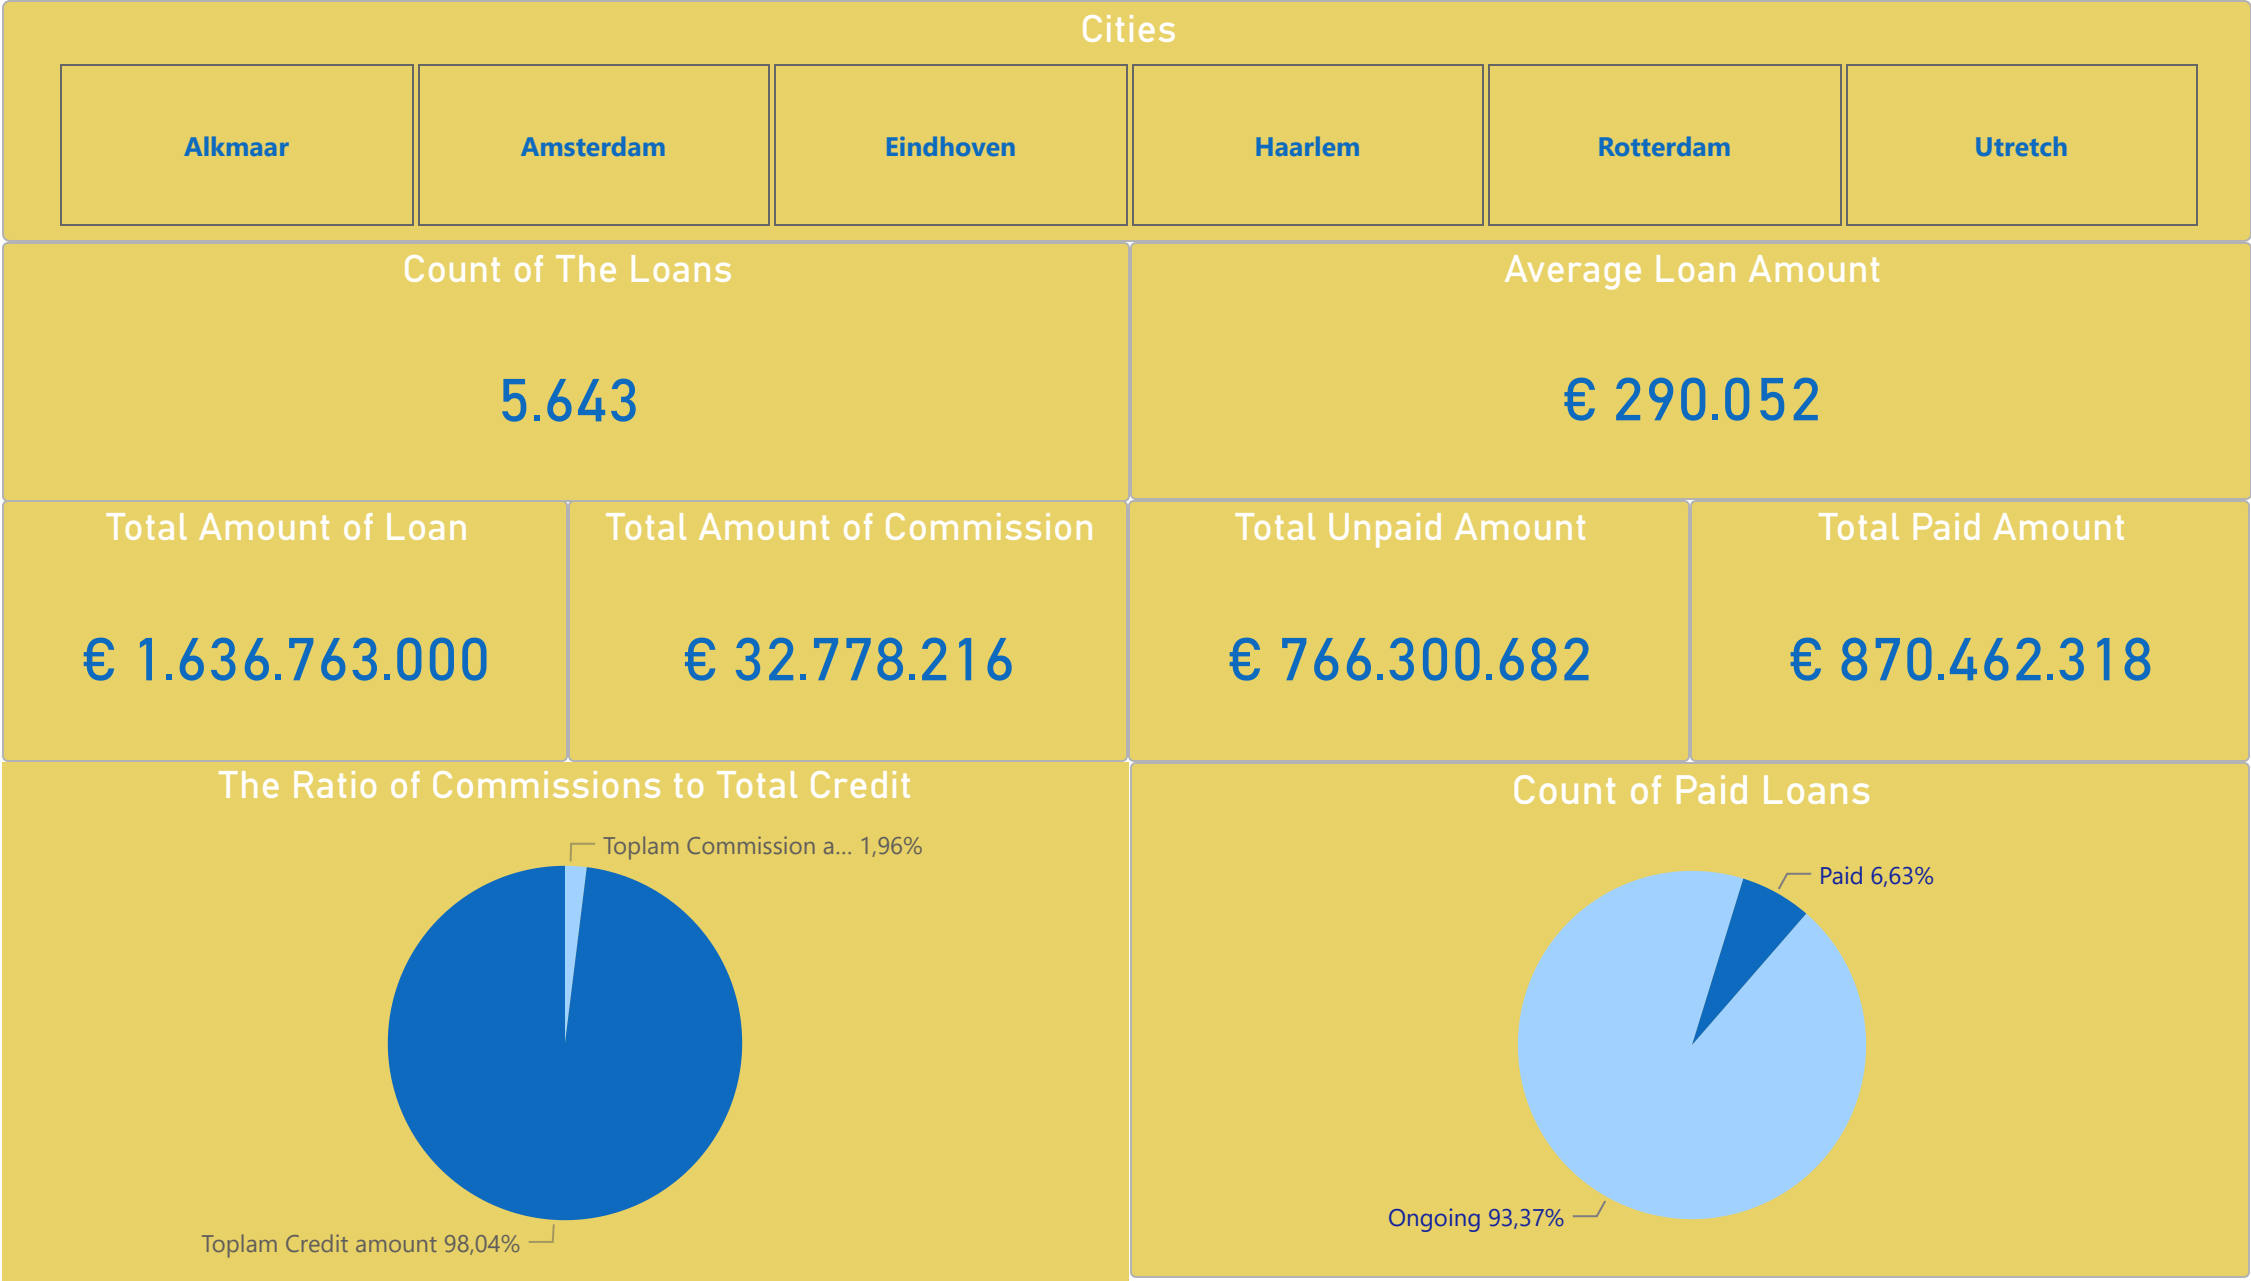 Cities
Alkmaar
Amsterdam
Eindhoven
Haarlem
Rotterdam
Utretch
Count of The Loans
5.643
Average Loan Amount
€ 290.052
Total Amount of Loan
€ 1.636.763.000
Total Amount of Commission
€ 32.778.216
Total Unpaid Amount
€ 766.300.682
Total Paid Amount
€ 870.462.318
The Ratio of Commissions to Total Credit
Toplam Commission a... 1,96%
Toplam Credit amount 98,04%
Count of Paid Loans
Paid 6,63%
Ongoing 93,37%